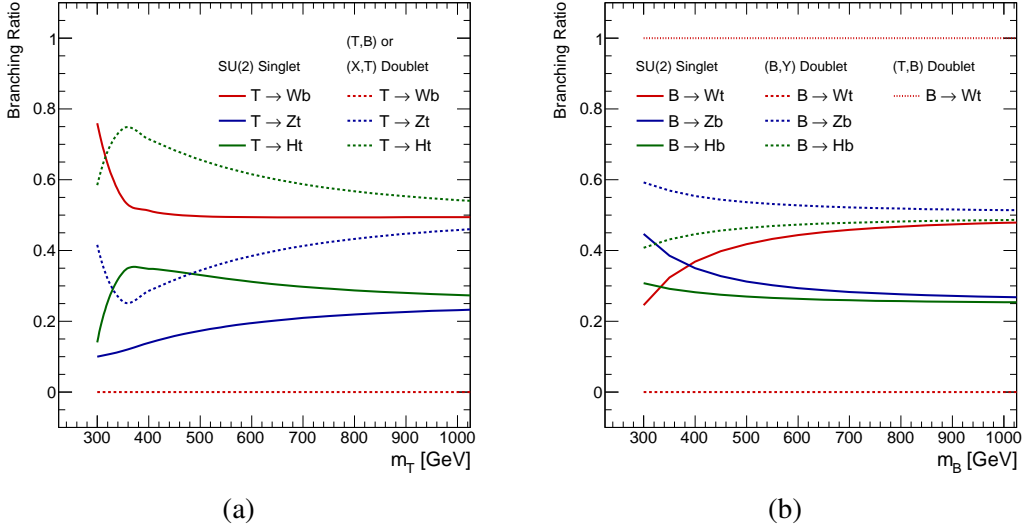 Branching Ratio
1
0.8
0.6
0.4
0.2
0
(T,B) or
SU(2) Singlet (X,T) Doublet
T → Wb T → Wb
T → Zt T → Zt
T → Ht T → Ht
300 400 500 600 700 800 900 1000
m_T [GeV]
(a)
Branching Ratio
1
0.8
0.6
0.4
0.2
0
SU(2) Singlet (B,Y) Doublet (T,B) Doublet
B → Wt B → Wt B → Wt
B → Zb B → Zb
B → Hb B → Hb
300 400 500 600 700 800 900 1000
m_B [GeV]
(b)